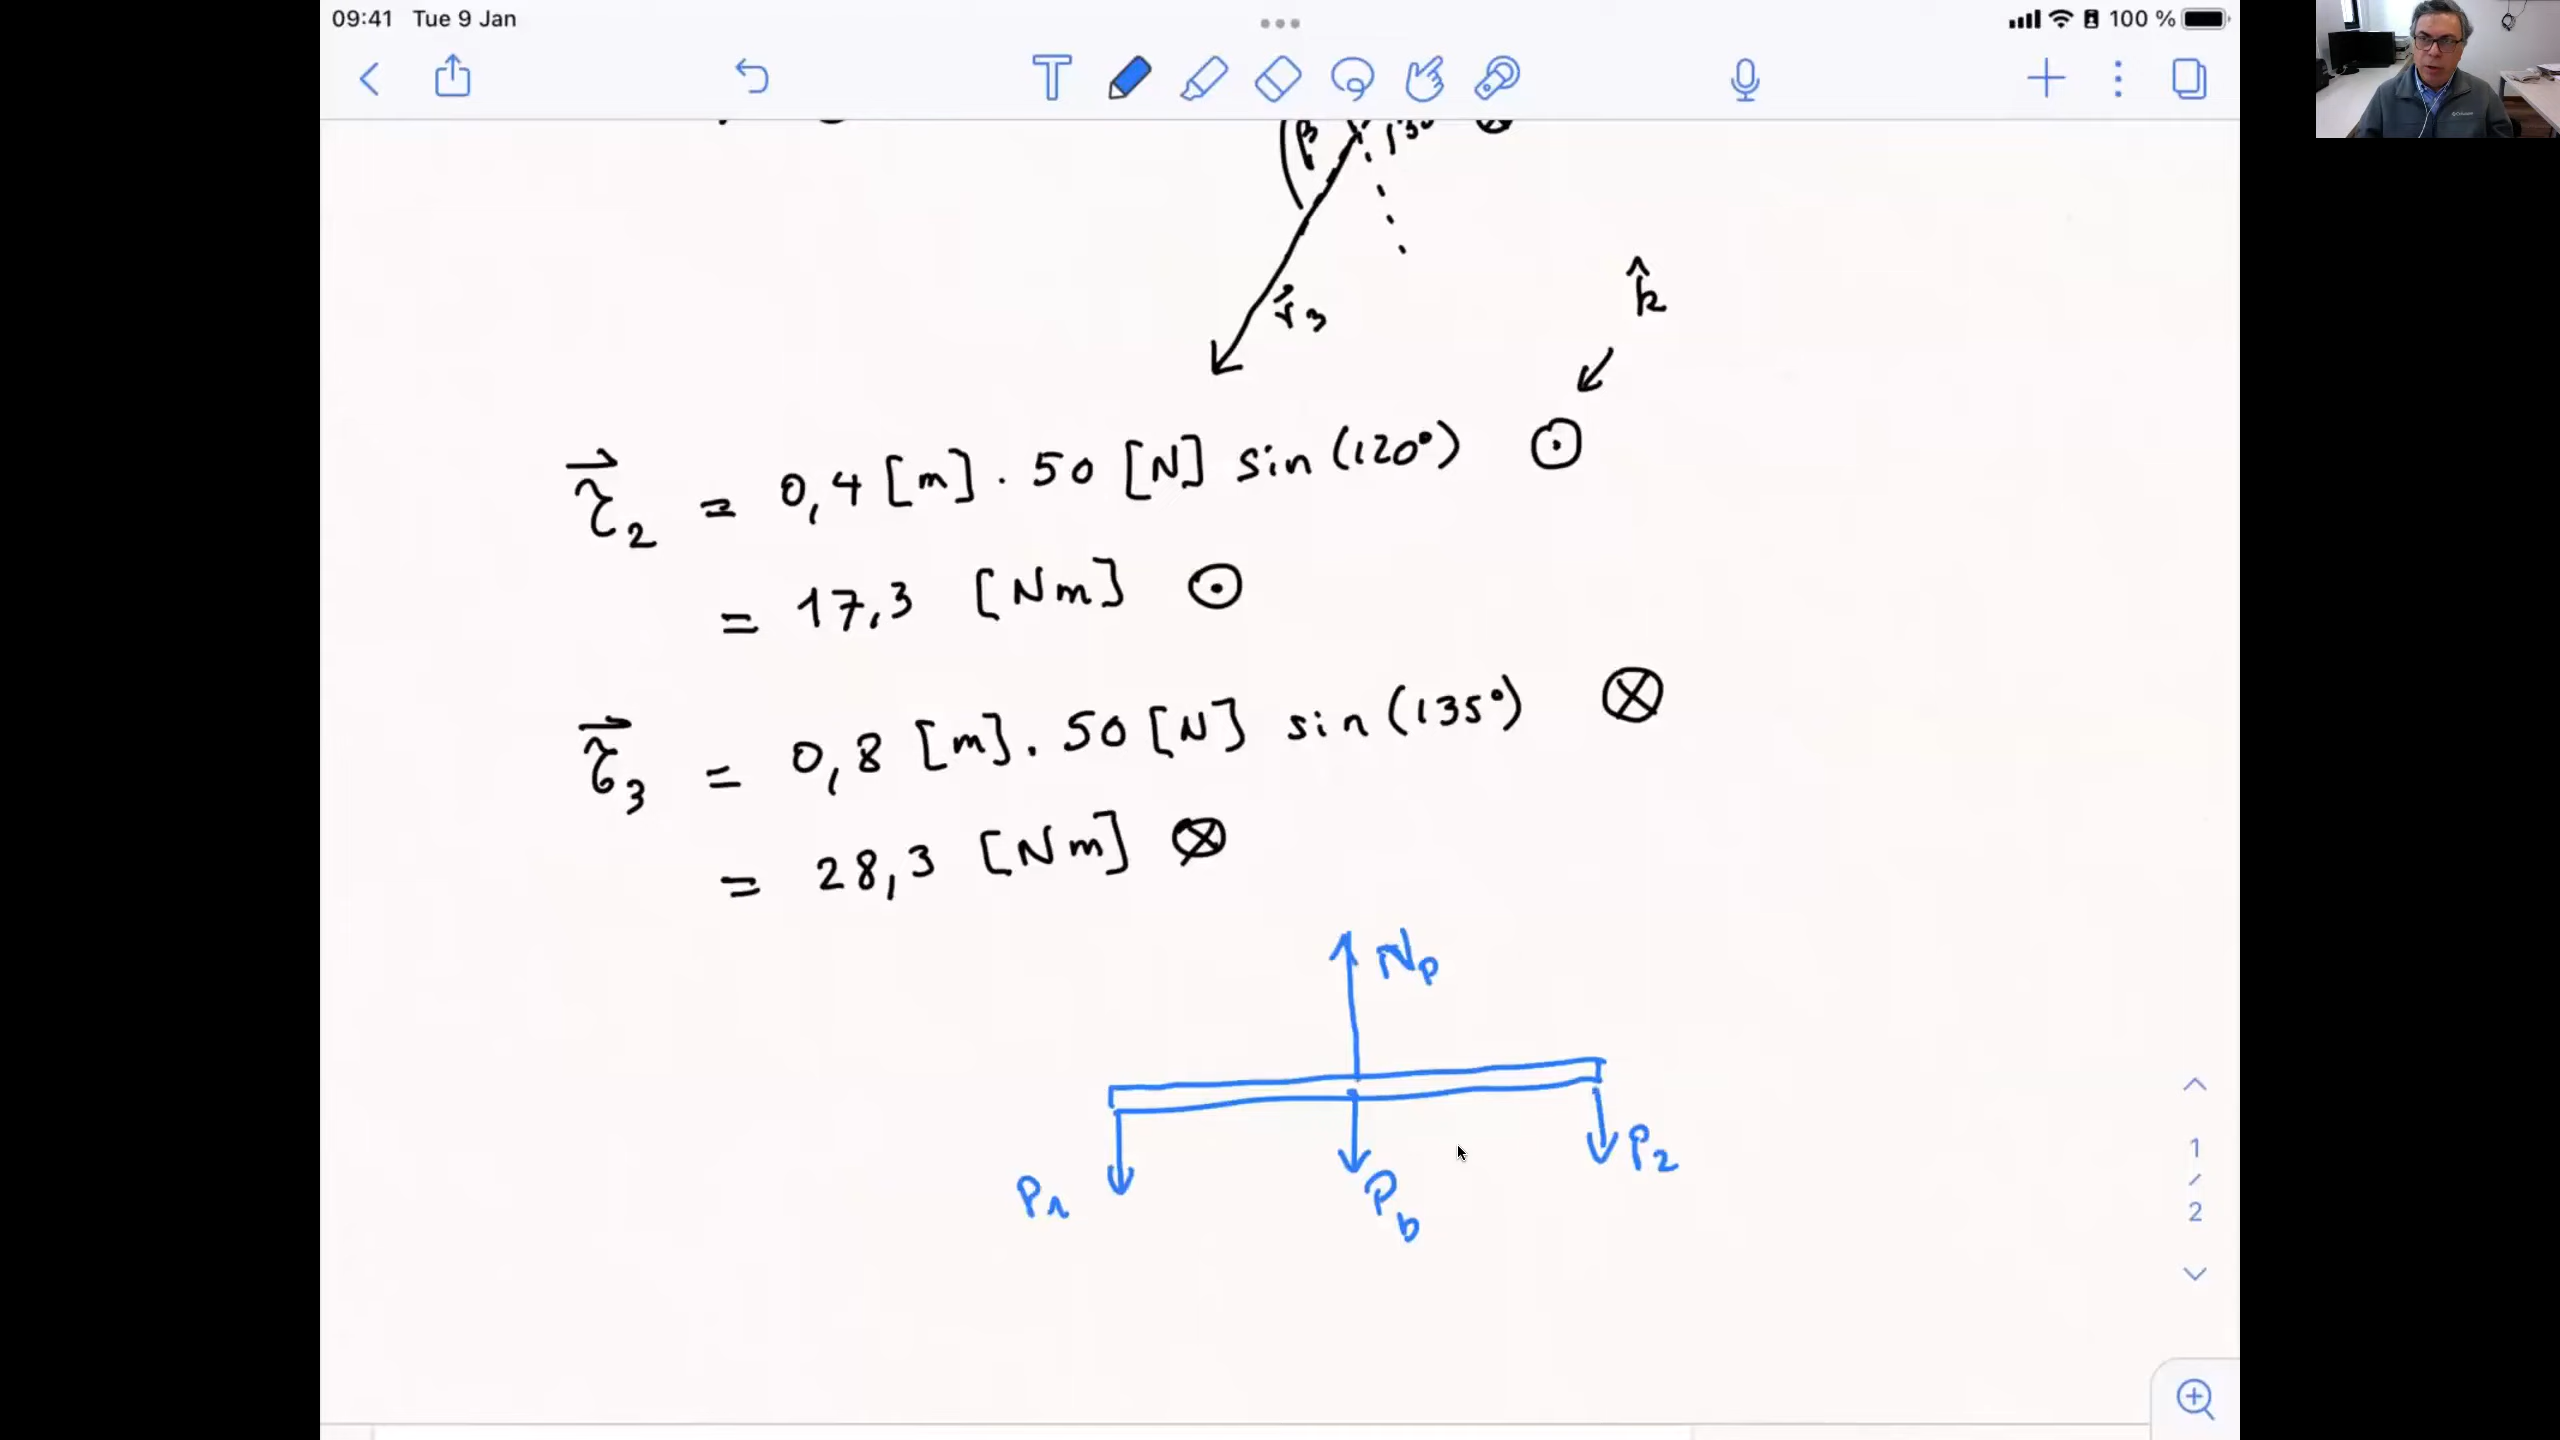 09:41 Tue 9 Jan
100 %
T
β 130
r⃗ 3
k̂
τ⃗2 = 0,4 [m] . 50 [N] sin (120°) ⊙
= 17,3 [Nm] ⊙
τ⃗3 = 0,8 [m] . 50 [N] sin (135°) ⊗
= 28,3 [Nm] ⊗
Np
P1
Pb
P2
1
/
2